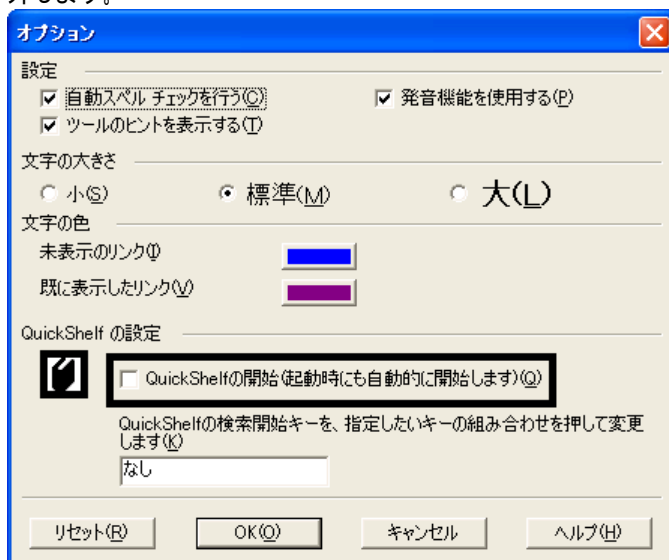 外します。
オプション
設定
自動スペル チェックを行う(C)
発音機能を使用する(P)
ツールのヒントを表示する(T)
文字の大きさ
小(S)
標準(M)
大(L)
文字の色
未表示のリンク(I)
既に表示したリンク(V)
QuickShelf の設定
QuickShelfの開始(起動時にも自動的に開始します)(Q)
QuickShelfの検索開始キーを、指定したいキーの組み合わせを押して変更
します(K)
なし
リセット(R)
OK(O)
キャンセル
ヘルプ(H)